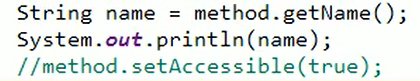 String name = method.getName();
System.out.println(name);
//method.setAccessible(true);